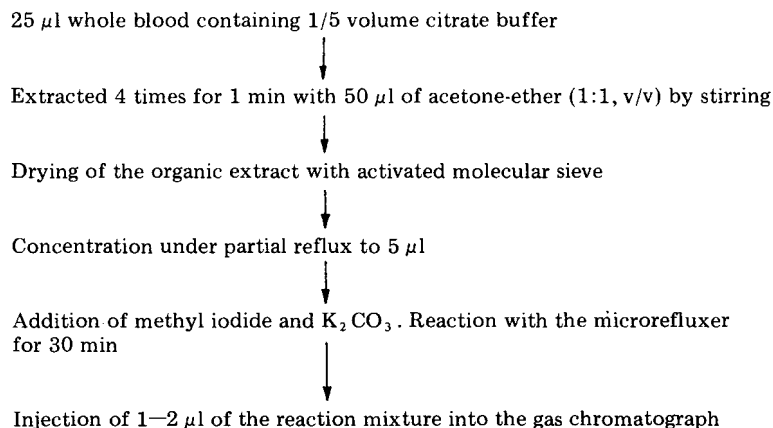 25 μl whole blood containing 1/5 volume citrate buffer
Extracted 4 times for 1 min with 50 μl of acetone-ether (1:1, v/v) by stirring
Drying of the organic extract with activated molecular sieve
Concentration under partial reflux to 5 μl
Addition of methyl iodide and K₂CO₃. Reaction with the microrefluxer
for 30 min
Injection of 1—2 μl of the reaction mixture into the gas chromatograph